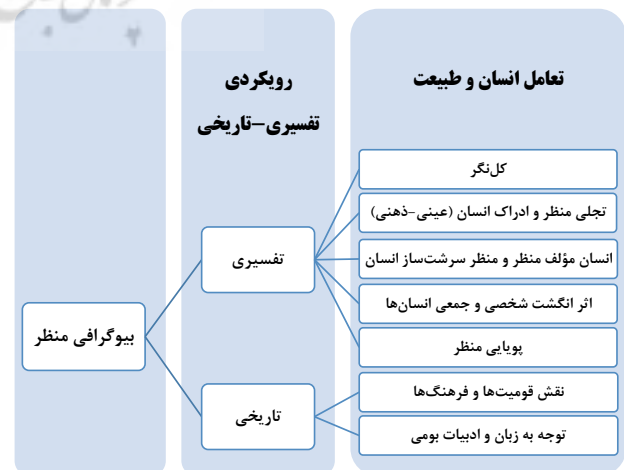 تعامل انسان و طبیعت
رویکردی
تفسیری-تاریخی
کل‌نگر
تجلی منظر و ادراک انسان (عینی-ذهنی)
انسان مؤلف منظر و منظر سرشت‌ساز انسان
اثر انگشت شخصی و جمعی انسان‌ها
پویایی منظر
نقش قومیت‌ها و فرهنگ‌ها
توجه به زبان و ادبیات بومی
تفسیری
تاریخی
بیوگرافی منظر